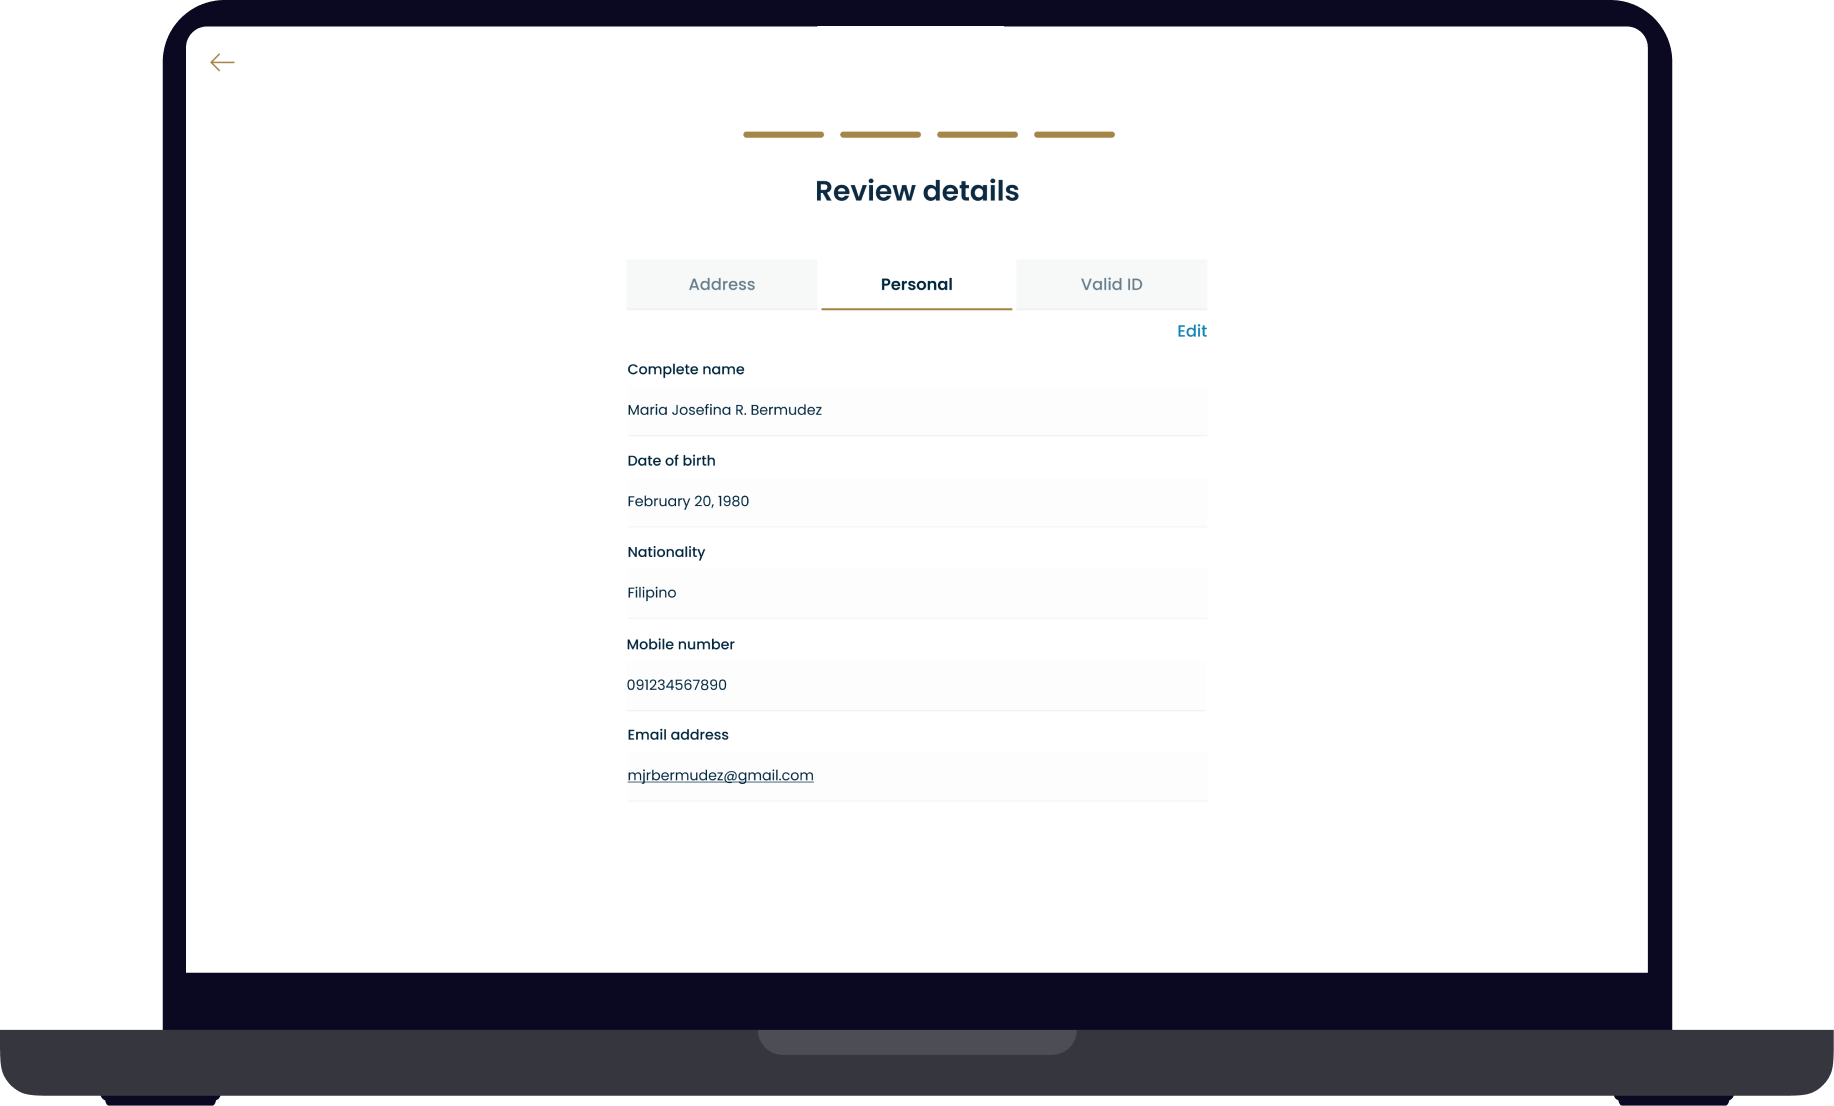 Review details
Address
Personal
Valid ID
Edit
Complete name
Maria Josefina R. Bermudez
Date of birth
February 20, 1980
Nationality
Filipino
Mobile number
091234567890
Email address
mjrbermudez@gmail.com